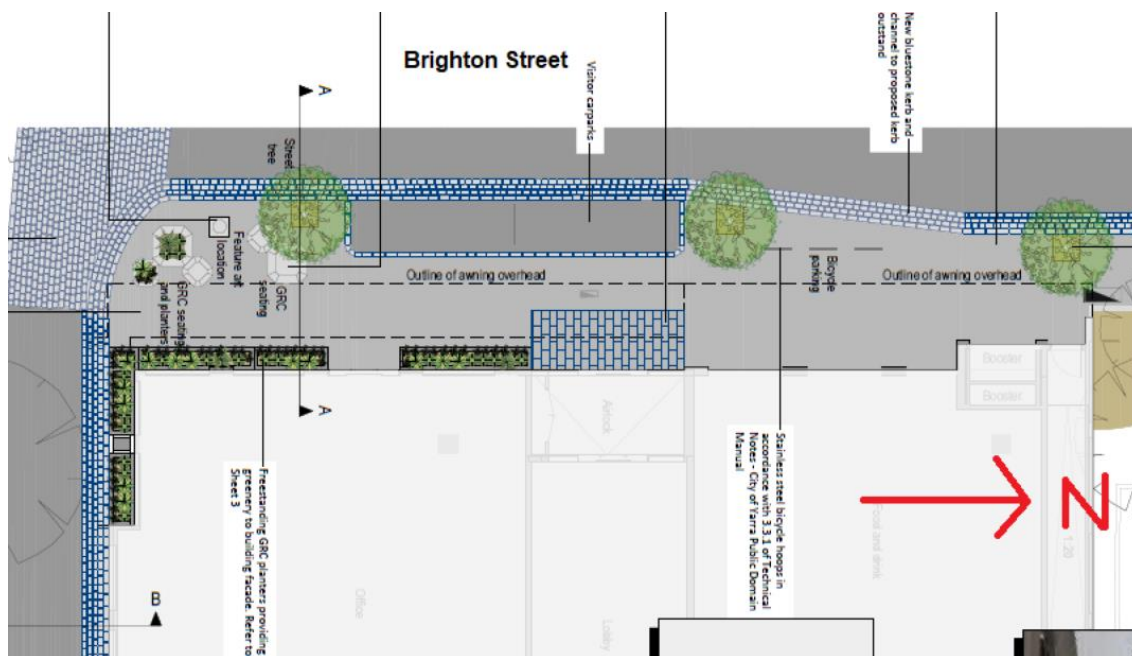 Brighton Street
A
New bluestone kerb and
channel to proposed kerb
outstand
Visitor carparks
Street
tree
Feature art
location
GRC
seating
GRC seating
and planters
Outline of awning overhead
Bicycle
parking
Outline of awning overhead
A
Booster
Booster
Airlock
Freestanding GRC planters providing
greenery to building facade. Refer to
Sheet 3
Stainless steel bicycle hoops in
accordance with 3.3.1 of Technical
Notes - City of Yarra Public Domain
Manual
N
Food and drink
1:20
B
Office
Lobby